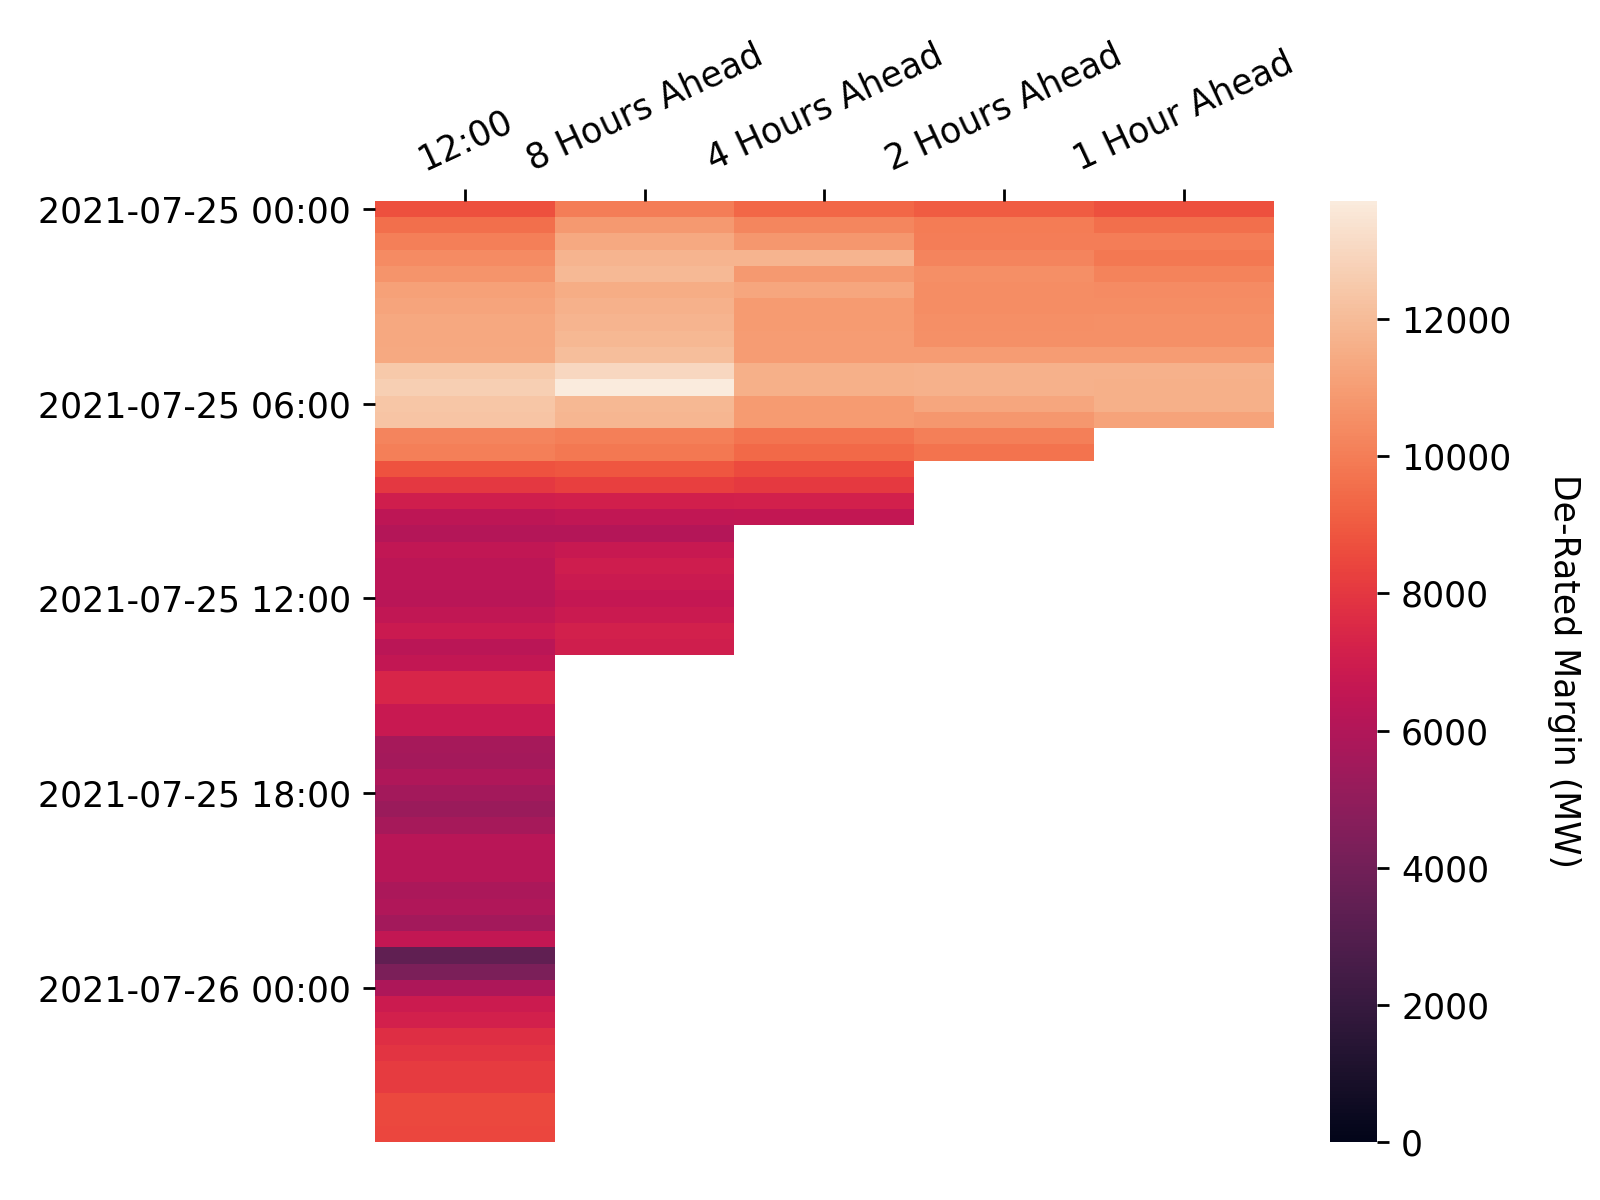 12:00
8 Hours Ahead
4 Hours Ahead
2 Hours Ahead
1 Hour Ahead
2021-07-25 00:00
2021-07-25 06:00
2021-07-25 12:00
2021-07-25 18:00
2021-07-26 00:00
12000
10000
8000
6000
4000
2000
0
De-Rated Margin (MW)